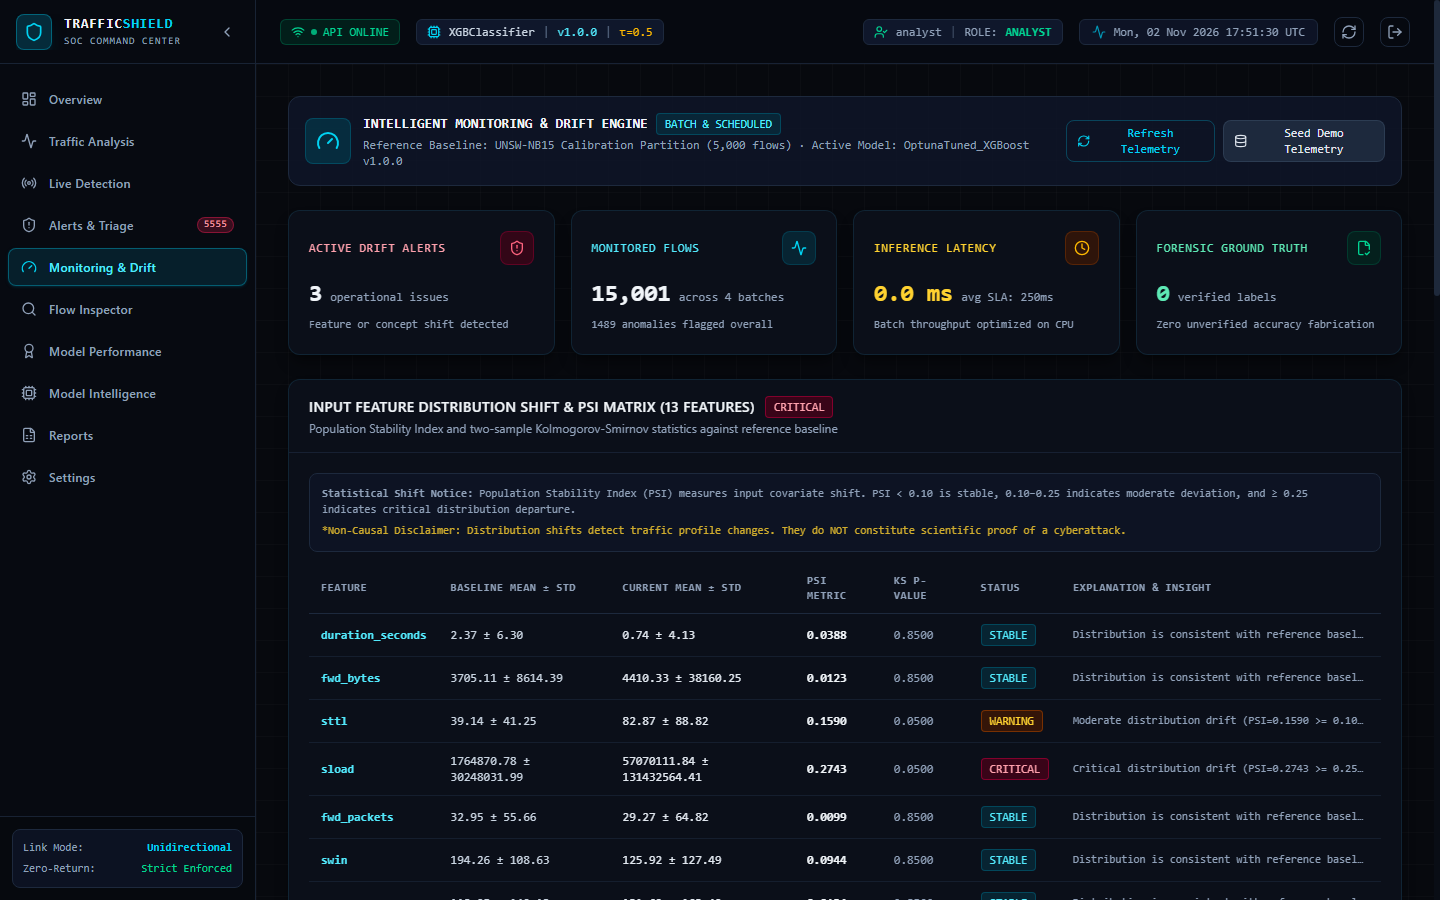 TRAFFICSHIELD
SOC COMMAND CENTER
API ONLINE
XGBClassifier | v1.0.0 | τ=0.5
analyst | ROLE: ANALYST
Mon, 02 Nov 2026 17:51:30 UTC
Overview
Traffic Analysis
Live Detection
Alerts & Triage 5555
Monitoring & Drift
Flow Inspector
Model Performance
Model Intelligence
Reports
Settings
Link Mode: Unidirectional
Zero-Return: Strict Enforced
INTELLIGENT MONITORING & DRIFT ENGINE BATCH & SCHEDULED
Reference Baseline: UNSW-NB15 Calibration Partition (5,000 flows) · Active Model: OptunaTuned_XGBoost
v1.0.0
Refresh
Telemetry
Seed Demo
Telemetry
ACTIVE DRIFT ALERTS
3 operational issues
Feature or concept shift detected
MONITORED FLOWS
15,001 across 4 batches
1489 anomalies flagged overall
INFERENCE LATENCY
0.0 ms avg SLA: 250ms
Batch throughput optimized on CPU
FORENSIC GROUND TRUTH
0 verified labels
Zero unverified accuracy fabrication
INPUT FEATURE DISTRIBUTION SHIFT & PSI MATRIX (13 FEATURES) CRITICAL
Population Stability Index and two-sample Kolmogorov-Smirnov statistics against reference baseline
Statistical Shift Notice: Population Stability Index (PSI) measures input covariate shift. PSI < 0.10 is stable, 0.10–0.25 indicates moderate deviation, and ≥ 0.25
indicates critical distribution departure.
*Non-Causal Disclaimer: Distribution shifts detect traffic profile changes. They do NOT constitute scientific proof of a cyberattack.
FEATURE BASELINE MEAN ± STD CURRENT MEAN ± STD PSI METRIC KS P-VALUE STATUS EXPLANATION & INSIGHT
duration_seconds 2.37 ± 6.30 0.74 ± 4.13 0.0388 0.8500 STABLE Distribution is consistent with reference basel…
fwd_bytes 3705.11 ± 8614.39 4410.33 ± 38160.25 0.0123 0.8500 STABLE Distribution is consistent with reference basel…
sttl 39.14 ± 41.25 82.87 ± 88.82 0.1590 0.0500 WARNING Moderate distribution drift (PSI=0.1590 >= 0.10…
sload 1764870.78 ± 30248031.99 57070111.84 ± 131432564.41 0.2743 0.0500 CRITICAL Critical distribution drift (PSI=0.2743 >= 0.25…
fwd_packets 32.95 ± 55.66 29.27 ± 64.82 0.0099 0.8500 STABLE Distribution is consistent with reference basel…
swin 194.26 ± 108.63 125.92 ± 127.49 0.0944 0.8500 STABLE Distribution is consistent with reference basel…